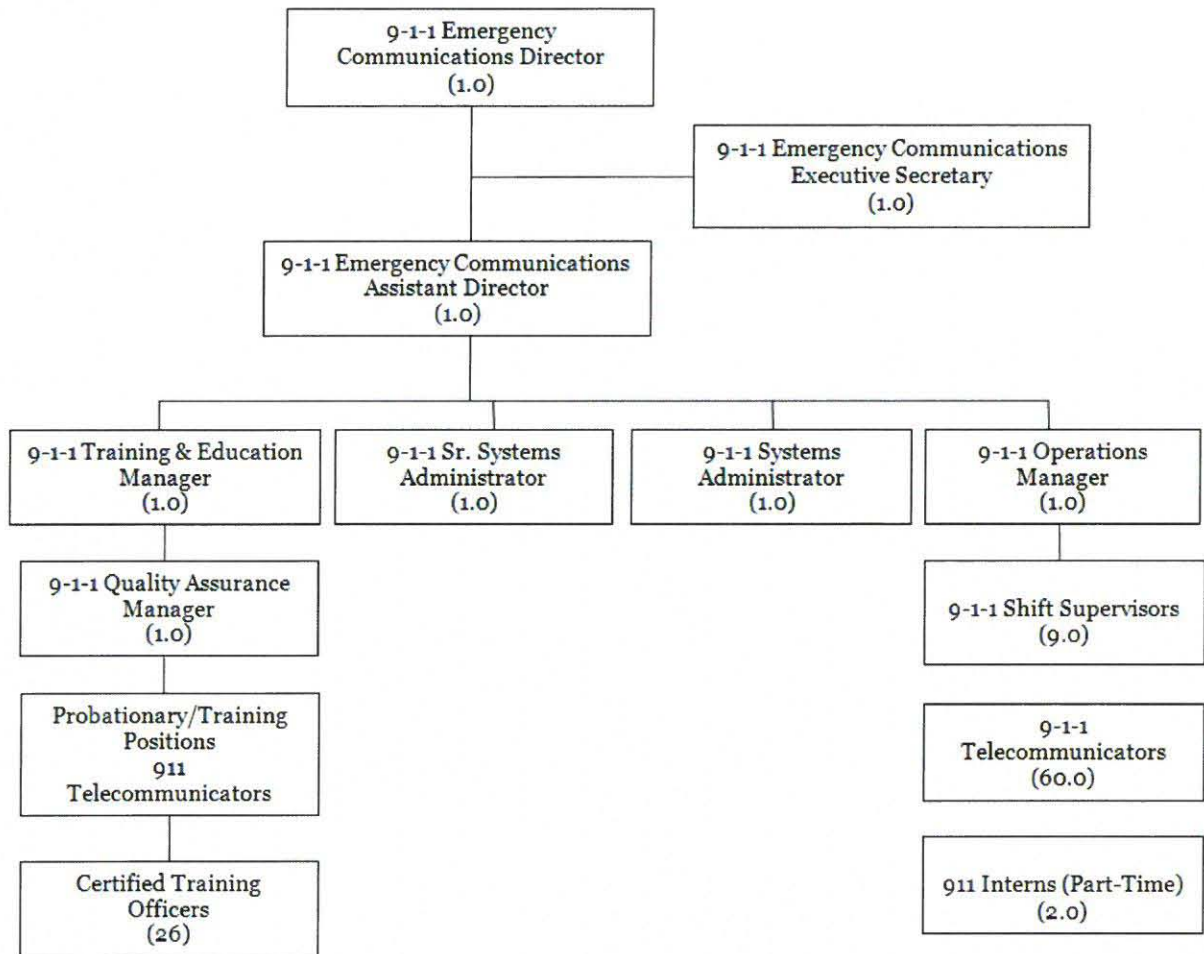 9-1-1 Emergency
Communications Director
(1.0)
9-1-1 Emergency Communications
Executive Secretary
(1.0)
9-1-1 Emergency Communications
Assistant Director
(1.0)
9-1-1 Training & Education
Manager
(1.0)
9-1-1 Sr. Systems
Administrator
(1.0)
9-1-1 Systems
Administrator
(1.0)
9-1-1 Operations
Manager
(1.0)
9-1-1 Quality Assurance
Manager
(1.0)
9-1-1 Shift Supervisors
(9.0)
Probationary/Training
Positions
911
Telecommunicators
9-1-1
Telecommunicators
(60.0)
Certified Training
Officers
(26)
911 Interns (Part-Time)
(2.0)